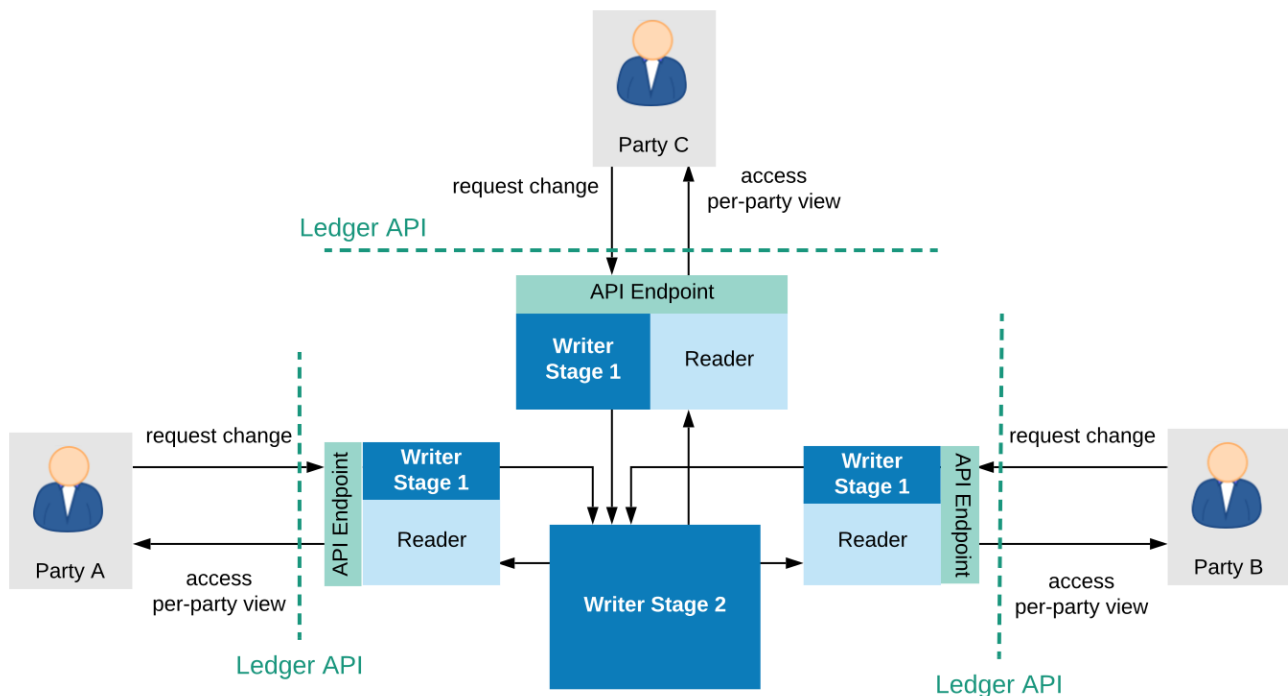 Party C
request change
access
per-party view
Ledger API
API Endpoint
Writer
Stage 1
Reader
request change
API Endpoint
Writer
Stage 1
Reader
Party A
access
per-party view
Ledger API
Writer Stage 2
Writer
Stage 1
Reader
API Endpoint
request change
Party B
access
per-party view
Ledger API